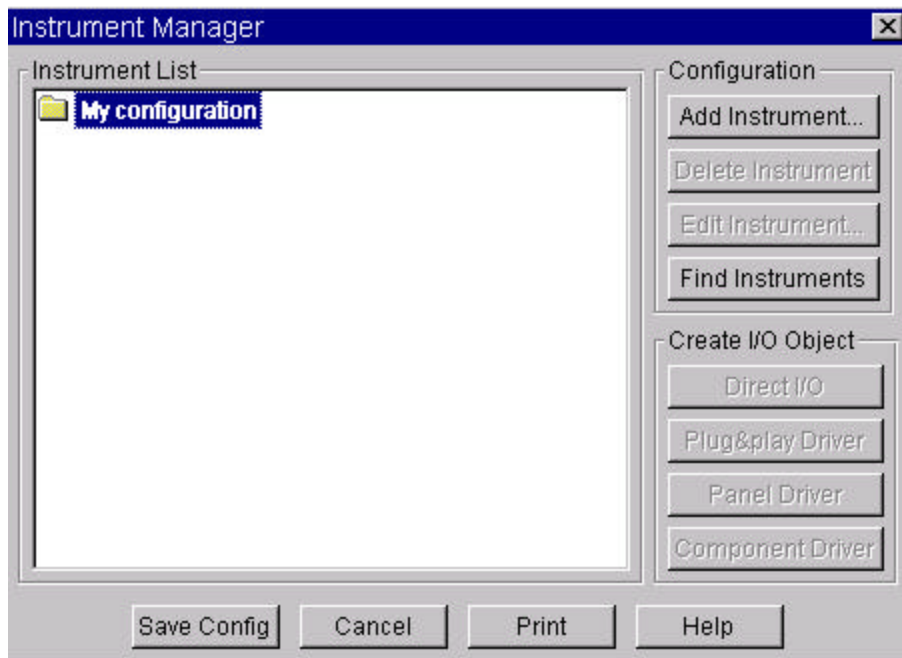 Instrument Manager
Instrument List
My configuration
Configuration
Add Instrument...
Delete Instrument
Edit Instrument...
Find Instruments
Create I/O Object
Direct I/O
Plug&play Driver
Panel Driver
Component Driver
Save Config
Cancel
Print
Help